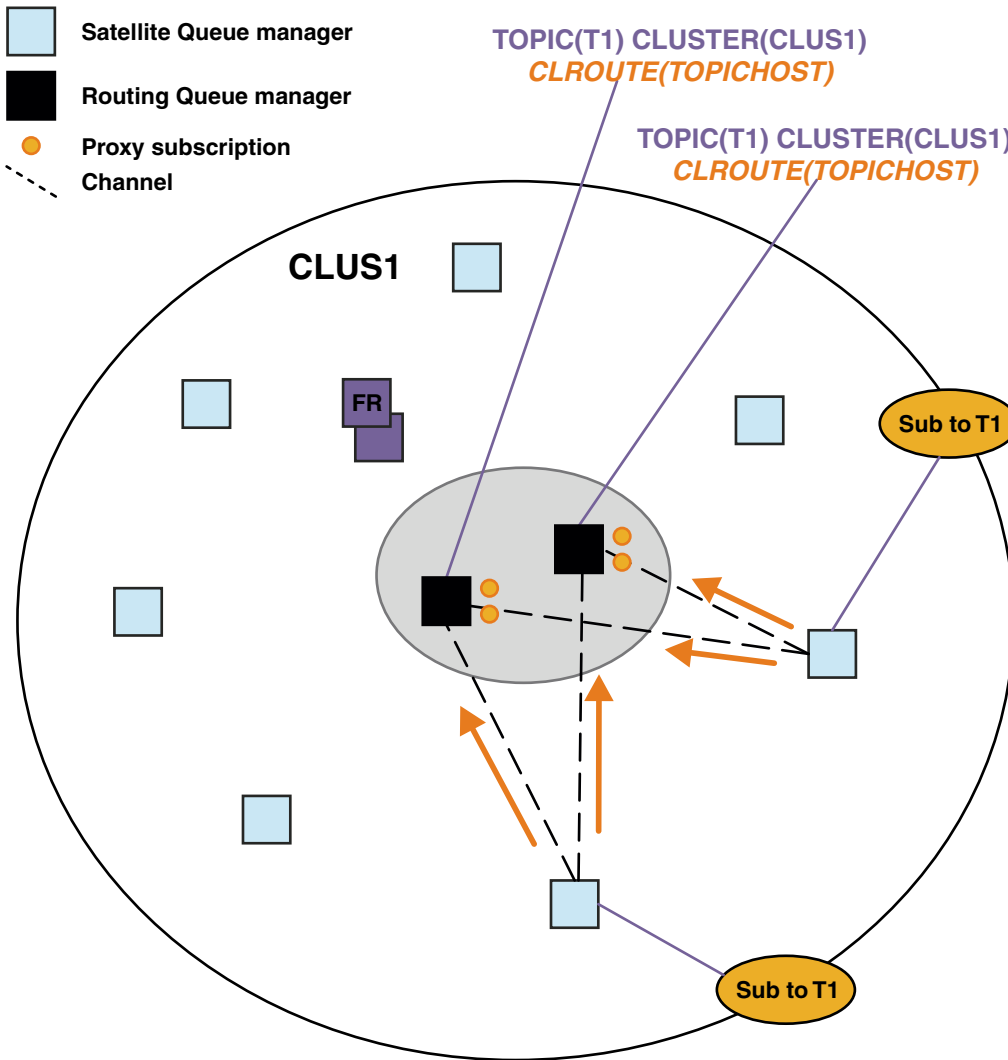 Satellite Queue manager
Routing Queue manager
Proxy subscription
Channel
TOPIC(T1) CLUSTER(CLUS1)
CLROUTE(TOPICHOST)
TOPIC(T1) CLUSTER(CLUS1)
CLROUTE(TOPICHOST)
CLUS1
FR
Sub to T1
Sub to T1